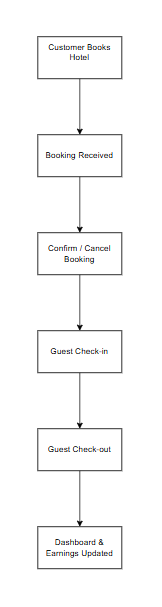 Customer Books
Hotel
Booking Received
Confirm / Cancel
Booking
Guest Check-in
Guest Check-out
Dashboard &
Earnings Updated